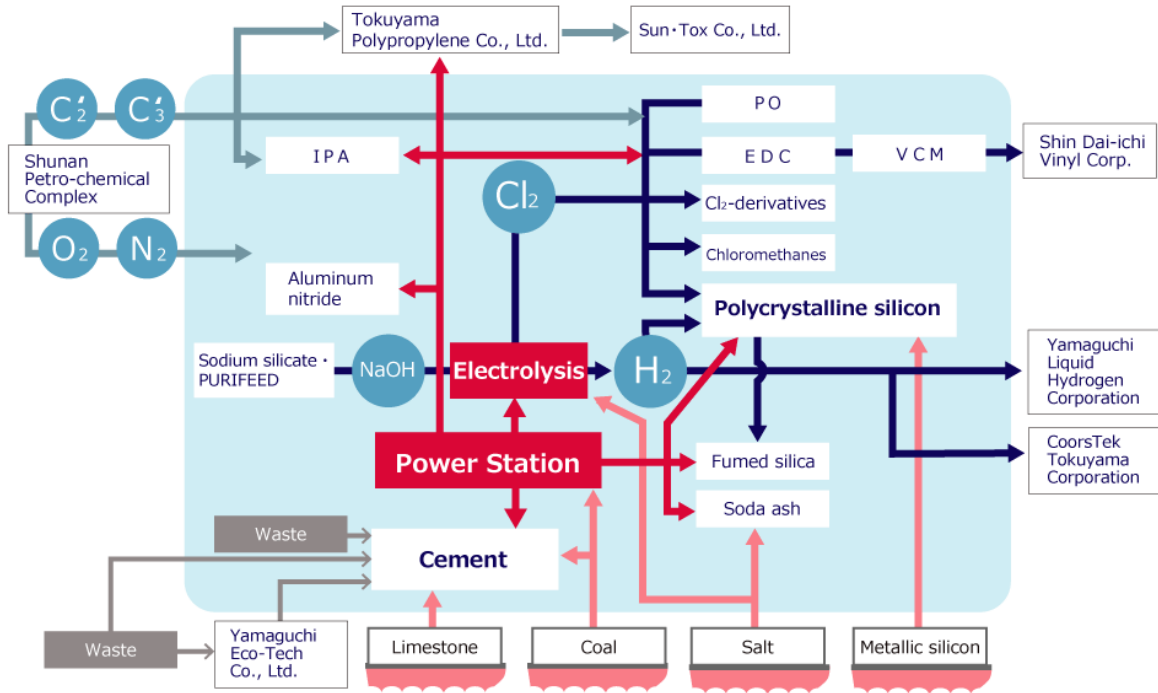 Tokuyama
Polypropylene Co., Ltd.
Sun・Tox Co., Ltd.
C₂′
C₃′
PO
Shunan
Petro-chemical
Complex
IPA
EDC
VCM
Shin Dai-ichi
Vinyl Corp.
Cl₂
Cl₂-derivatives
O₂
N₂
Chloromethanes
Aluminum
nitride
Polycrystalline silicon
Sodium silicate・
PURIFEED
NaOH
Electrolysis
H₂
Yamaguchi
Liquid
Hydrogen
Corporation
Power Station
Fumed silica
CoorsTek
Tokuyama
Corporation
Soda ash
Waste
Cement
Waste
Yamaguchi
Eco-Tech
Co., Ltd.
Limestone
Coal
Salt
Metallic silicon